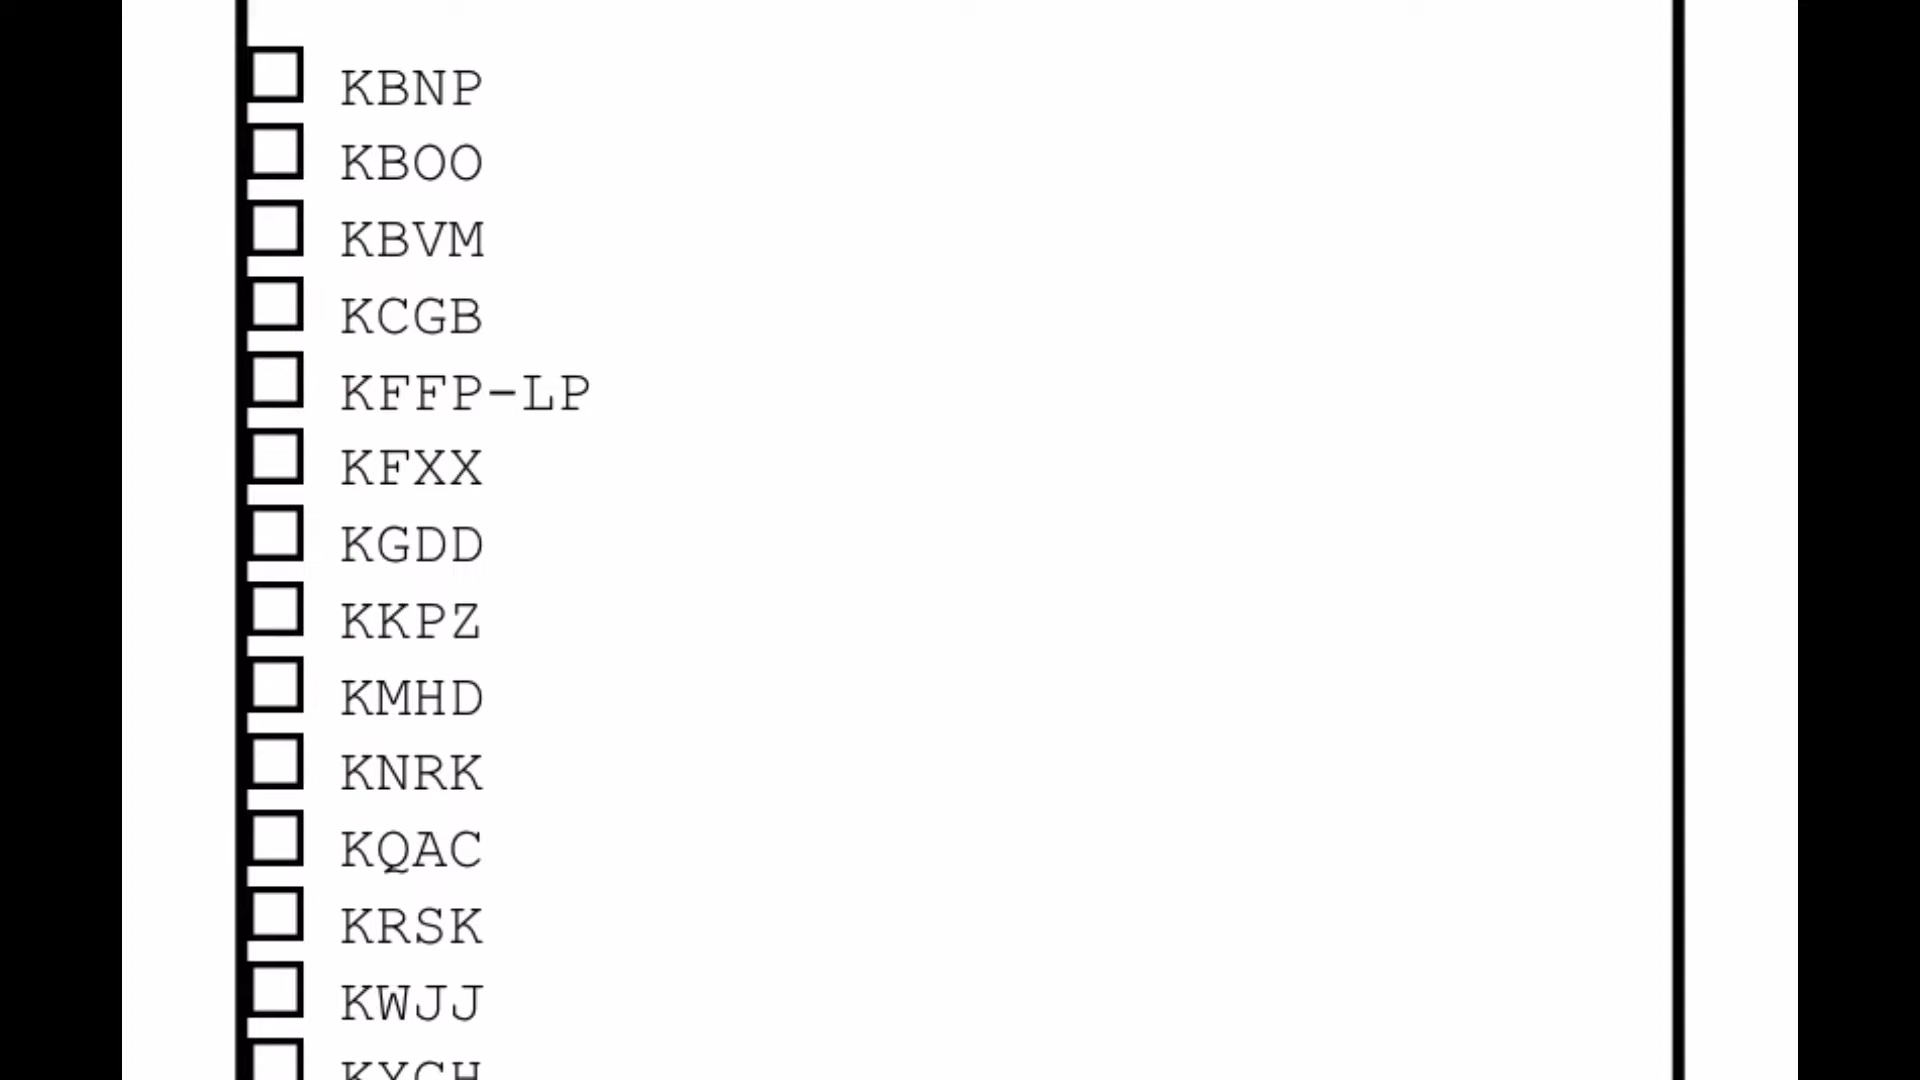 KBNP
KBOO
KBVM
KCGB
KFFP-LP
KFXX
KGDD
KKPZ
KMHD
KNRK
KQAC
KRSK
KWJJ